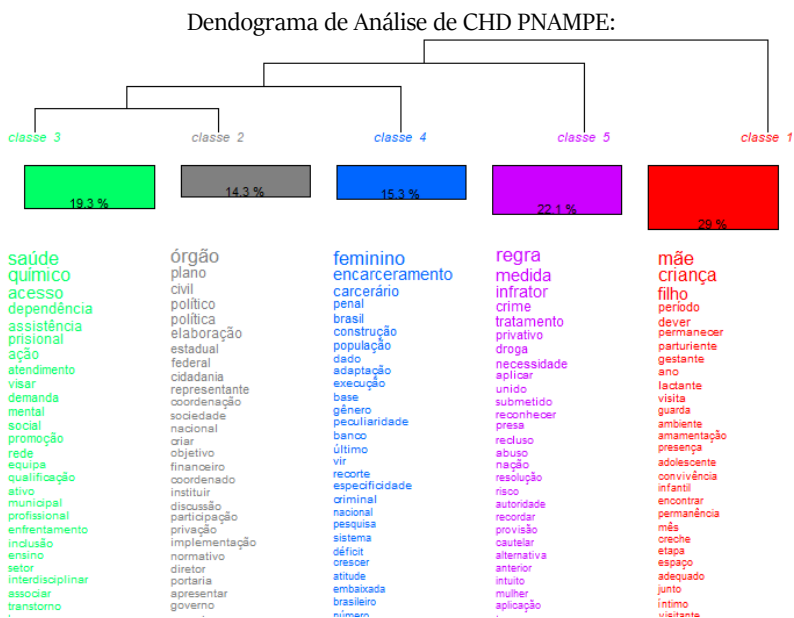 Dendograma de Análise de CHD PNAMPE:
classe 3
classe 2
classe 4
classe 5
classe 1
19.3 %
14.3 %
15.3 %
22.1 %
29 %
saúde
químico
acesso
dependência
assistência
prisional
ação
atendimento
visar
demanda
mental
social
promoção
rede
equipa
qualificação
ativo
municipal
profissional
enfrentamento
inclusão
ensino
setor
interdisciplinar
associar
transtorno
órgão
plano
civil
político
política
elaboração
estadual
federal
cidadania
representante
coordenação
sociedade
nacional
criar
objetivo
financeiro
coordenado
instituir
discussão
participação
privação
implementação
normativo
diretor
portaria
apresentar
governo
feminino
encarceramento
carcerário
penal
brasil
construção
população
dado
adaptação
execução
base
gênero
peculiaridade
banco
último
vir
recorte
especificidade
criminal
nacional
pesquisa
sistema
déficit
crescer
atitude
embaixada
brasileiro
número
regra
medida
infrator
crime
tratamento
privativo
droga
necessidade
aplicar
unido
submetido
reconhecer
presa
recluso
abuso
nação
resolução
risco
autoridade
recordar
provisão
cautelar
alternativa
anterior
intuito
mulher
aplicação
mãe
criança
filho
período
dever
permanecer
parturiente
gestante
ano
lactante
visita
guarda
ambiente
amamentação
presença
adolescente
convivência
infantil
encontrar
permanência
mês
creche
etapa
espaço
adequado
junto
íntimo
visitante